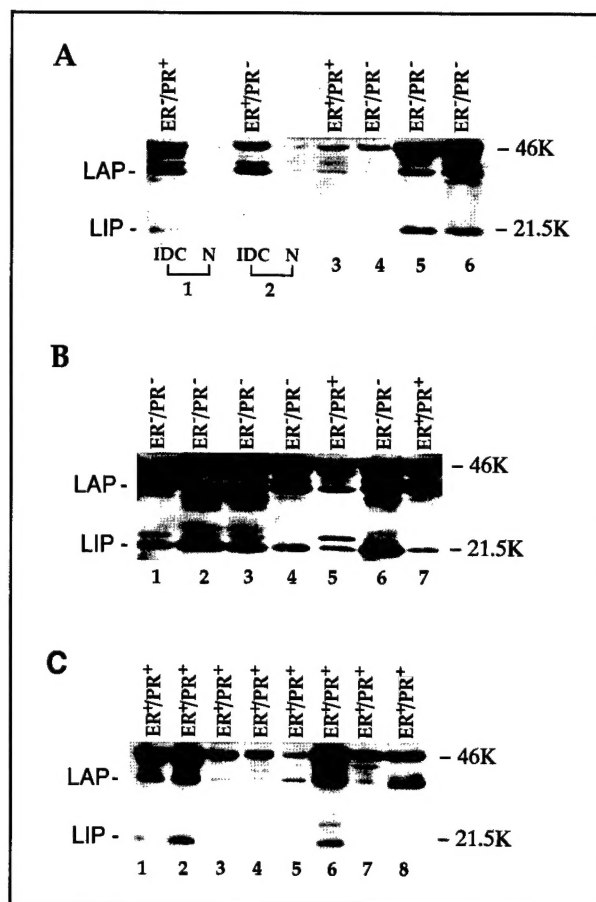 A
ER⁻/PR⁺ ER⁺/PR⁻ ER⁺/PR⁺ ER⁻/PR⁻ ER⁻/PR⁻ ER⁻/PR⁻
- 46K
LAP -
LIP -
- 21.5K
IDC N IDC N 3 4 5 6
1 2
B
ER⁻/PR⁻ ER⁻/PR⁻ ER⁻/PR⁻ ER⁻/PR⁻ ER⁻/PR⁺ ER⁻/PR⁻ ER⁺/PR⁺
- 46K
LAP -
LIP -
- 21.5K
1 2 3 4 5 6 7
C
ER⁺/PR⁺ ER⁺/PR⁺ ER⁺/PR⁺ ER⁺/PR⁺ ER⁺/PR⁺ ER⁺/PR⁺ ER⁺/PR⁺ ER⁺/PR⁺
- 46K
LAP -
LIP -
- 21.5K
1 2 3 4 5 6 7 8